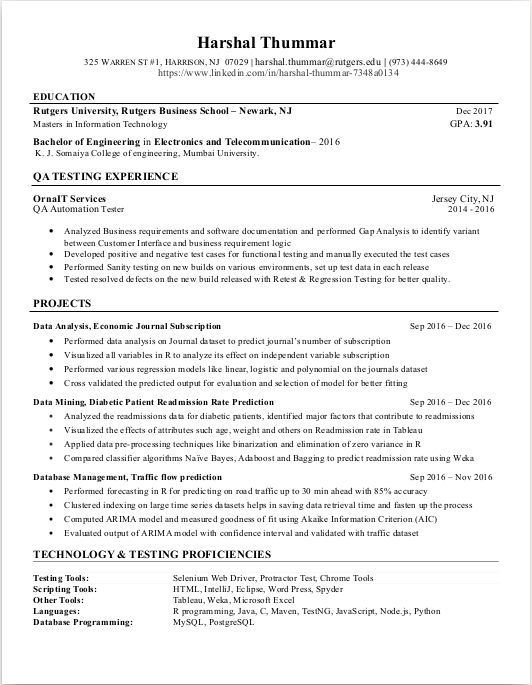 Harshal Thummar
325 WARREN ST #1, HARRISON, NJ 07029 | harshal.thummar@rutgers.edu | (973) 444-8649
https://www.linkedin.com/in/harshal-thummar-7348a0134
EDUCATION
Rutgers University, Rutgers Business School – Newark, NJ Dec 2017
Masters in Information Technology GPA: 3.91
Bachelor of Engineering in Electronics and Telecommunication– 2016
K. J. Somaiya College of engineering, Mumbai University.
QA TESTING EXPERIENCE
OrnaIT Services Jersey City, NJ
QA Automation Tester 2014 - 2016
• Analyzed Business requirements and software documentation and performed Gap Analysis to identify variant
between Customer Interface and business requirement logic
• Developed positive and negative test cases for functional testing and manually executed the test cases
• Performed Sanity testing on new builds on various environments, set up test data in each release
• Tested resolved defects on the new build released with Retest & Regression Testing for better quality.
PROJECTS
Data Analysis, Economic Journal Subscription Sep 2016 – Dec 2016
• Performed data analysis on Journal dataset to predict journal's number of subscription
• Visualized all variables in R to analyze its effect on independent variable subscription
• Performed various regression models like linear, logistic and polynomial on the journals dataset
• Cross validated the predicted output for evaluation and selection of model for better fitting
Data Mining, Diabetic Patient Readmission Rate Prediction Sep 2016 – Dec 2016
• Analyzed the readmissions data for diabetic patients, identified major factors that contribute to readmissions
• Visualized the effects of attributes such age, weight and others on Readmission rate in Tableau
• Applied data pre-processing techniques like binarization and elimination of zero variance in R
• Compared classifier algorithms Naïve Bayes, Adaboost and Bagging to predict readmission rate using Weka
Database Management, Traffic flow prediction Sep 2016 – Nov 2016
• Performed forecasting in R for predicting on road traffic up to 30 min ahead with 85% accuracy
• Clustered indexing on large time series datasets helps in saving data retrieval time and fasten up the process
• Computed ARIMA model and measured goodness of fit using Akaike Information Criterion (AIC)
• Evaluated output of ARIMA model with confidence interval and validated with traffic dataset
TECHNOLOGY & TESTING PROFICIENCIES
Testing Tools: Selenium Web Driver, Protractor Test, Chrome Tools
Scripting Tools: HTML, IntelliJ, Eclipse, Word Press, Spyder
Other Tools: Tableau, Weka, Microsoft Excel
Languages: R programming, Java, C, Maven, TestNG, JavaScript, Node.js, Python
Database Programming: MySQL, PostgreSQL